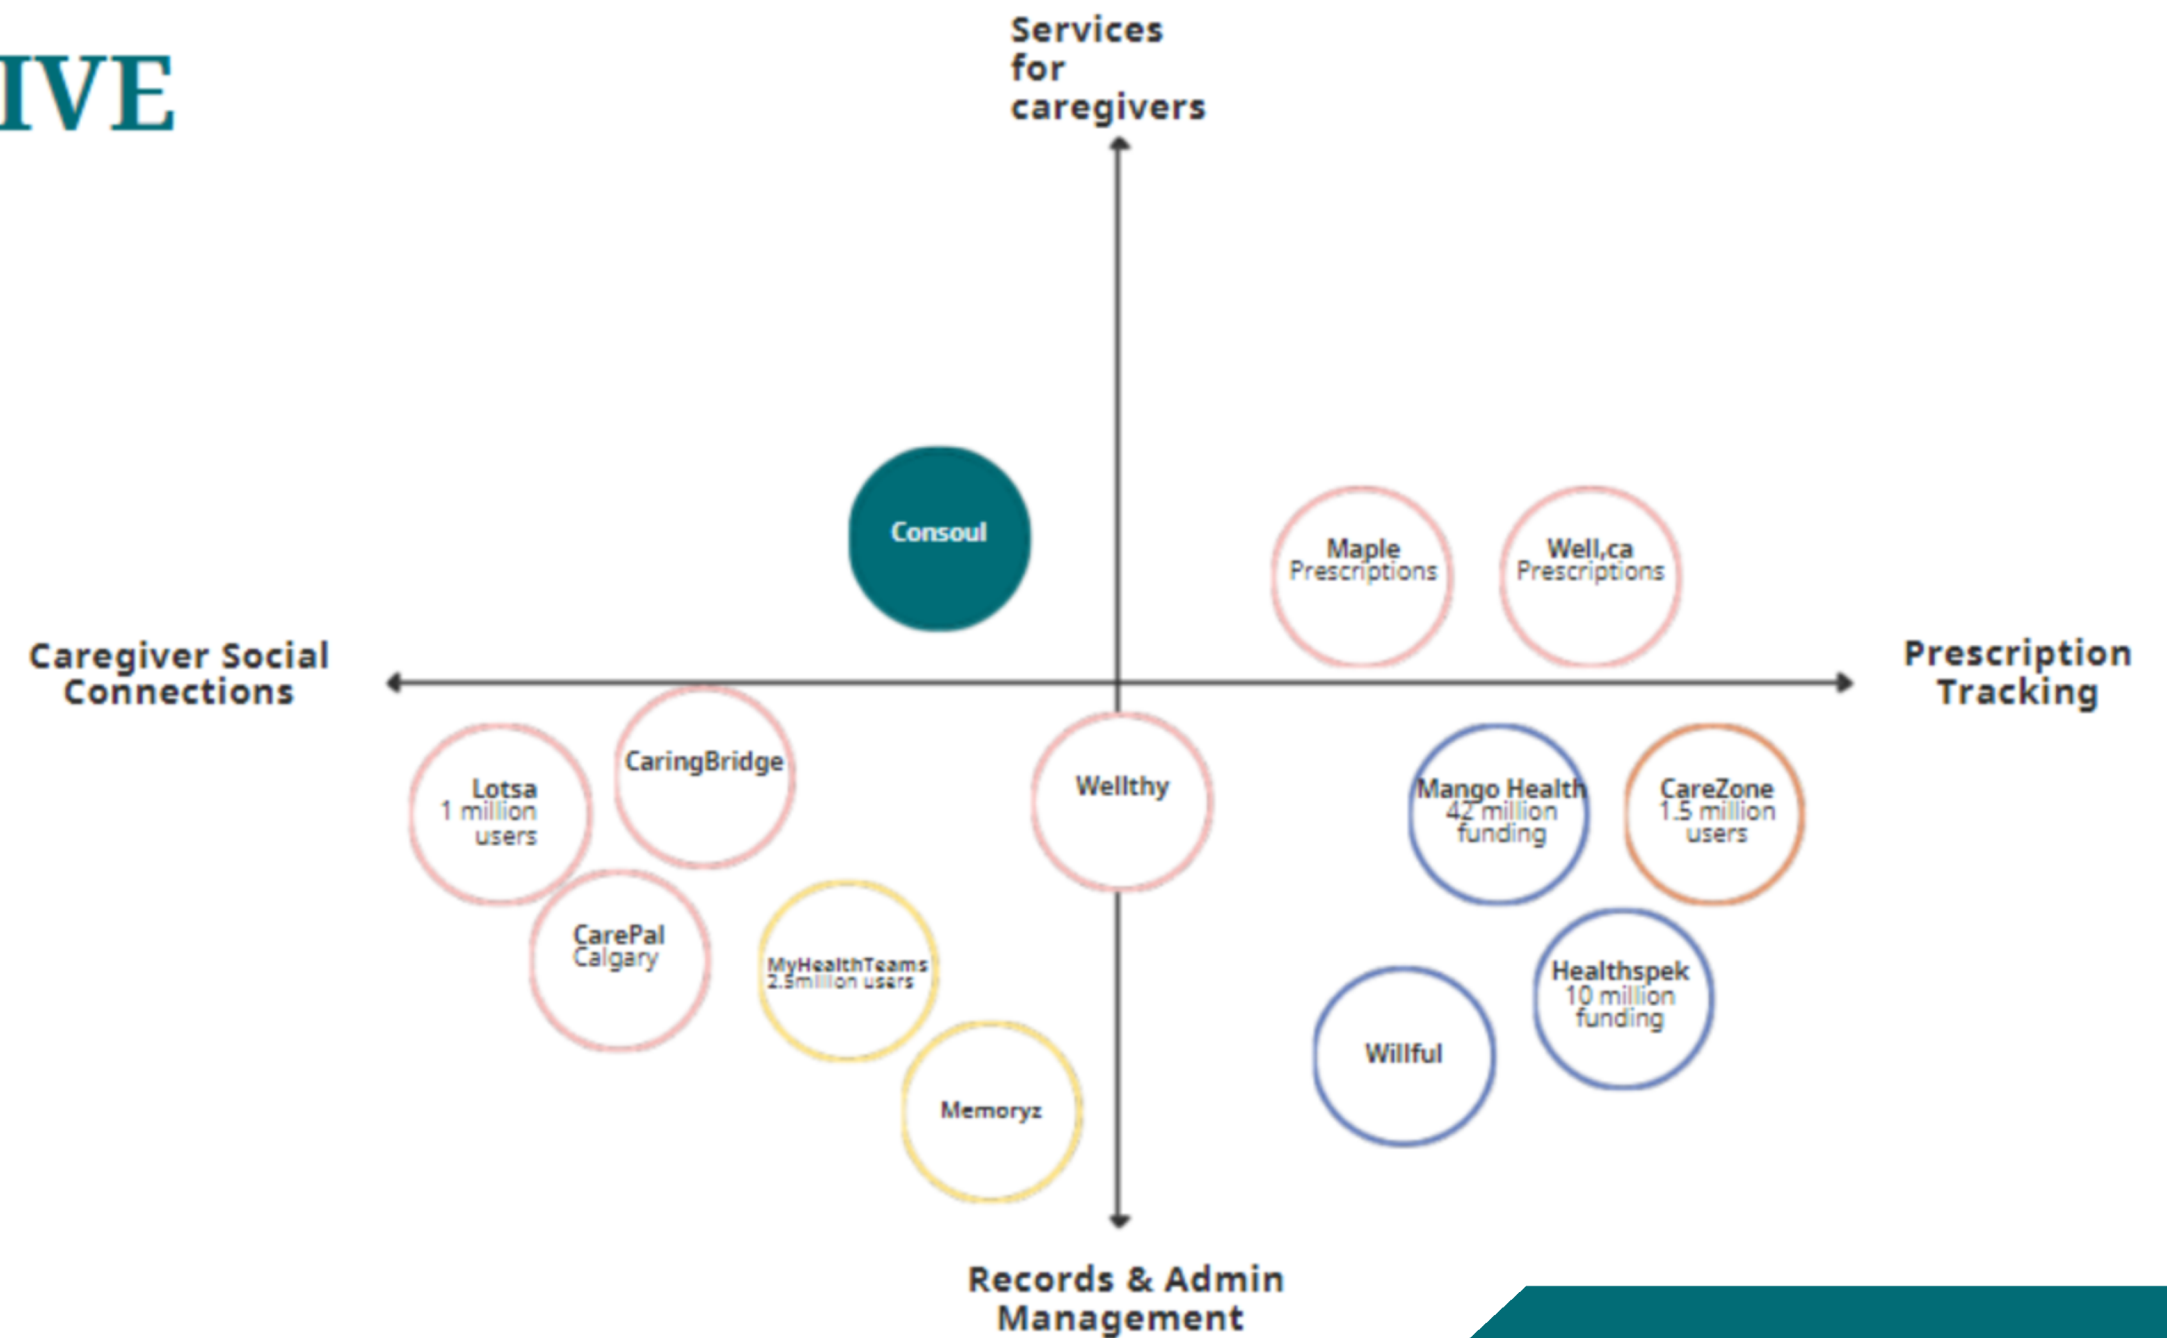 IVE
Services
for
caregivers
Consoul
Maple
Prescriptions
Well,ca
Prescriptions
Caregiver Social
Connections
Prescription
Tracking
Lotsa
1 million
users
CaringBridge
Wellthy
Mango Health
42 million
funding
CareZone
1.5 million
users
CarePal
Calgary
MyHealthTeams
2.5million users
Healthspek
10 million
funding
Willful
Memoryz
Records & Admin
Management